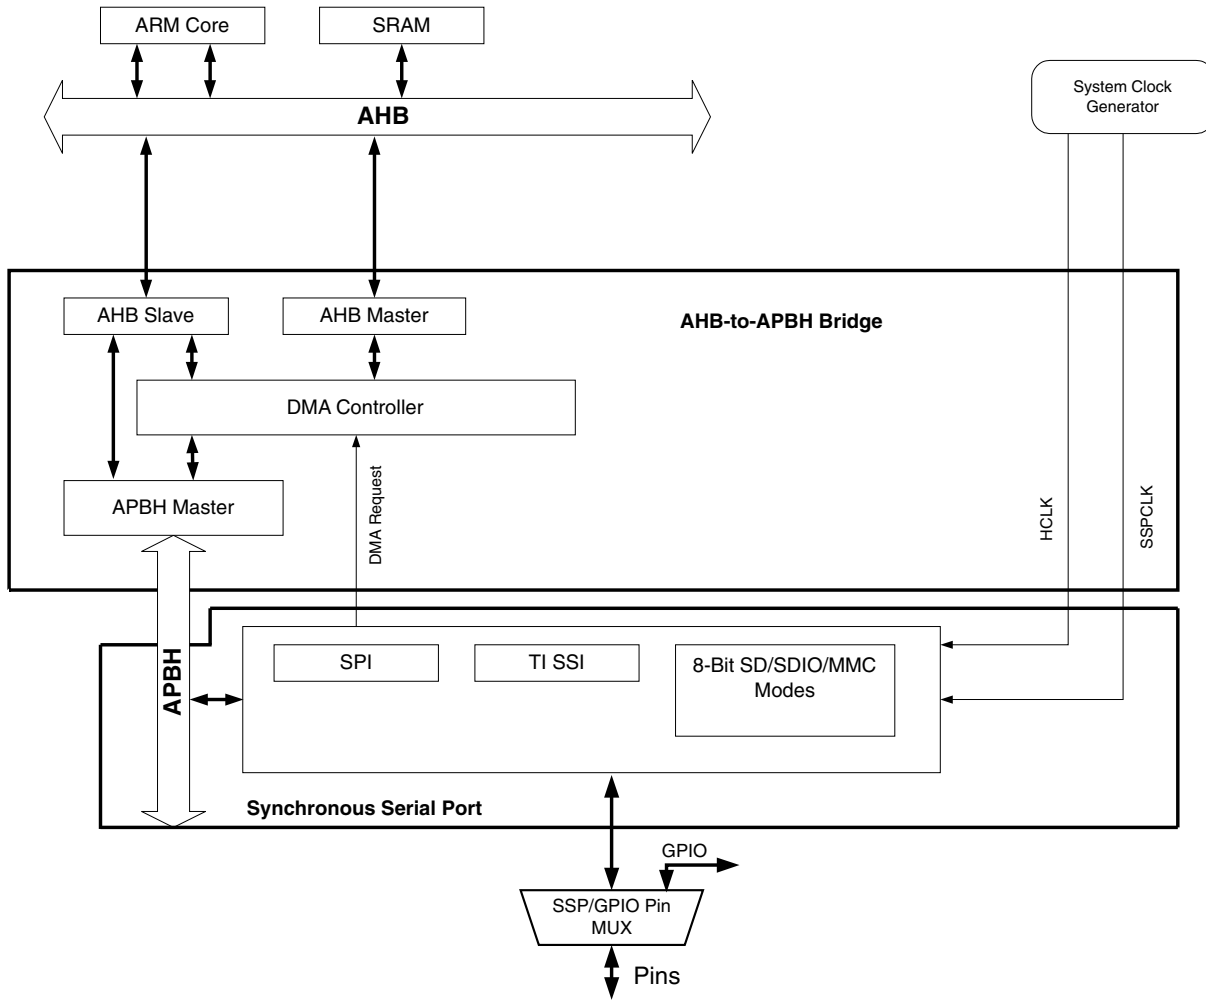 ARM Core
SRAM
System Clock
Generator
AHB
AHB Slave
AHB Master
AHB-to-APBH Bridge
DMA Controller
APBH Master
DMA Request
HCLK
SSPCLK
SPI
TI SSI
8-Bit SD/SDIO/MMC
Modes
APBH
Synchronous Serial Port
GPIO
SSP/GPIO Pin
MUX
Pins